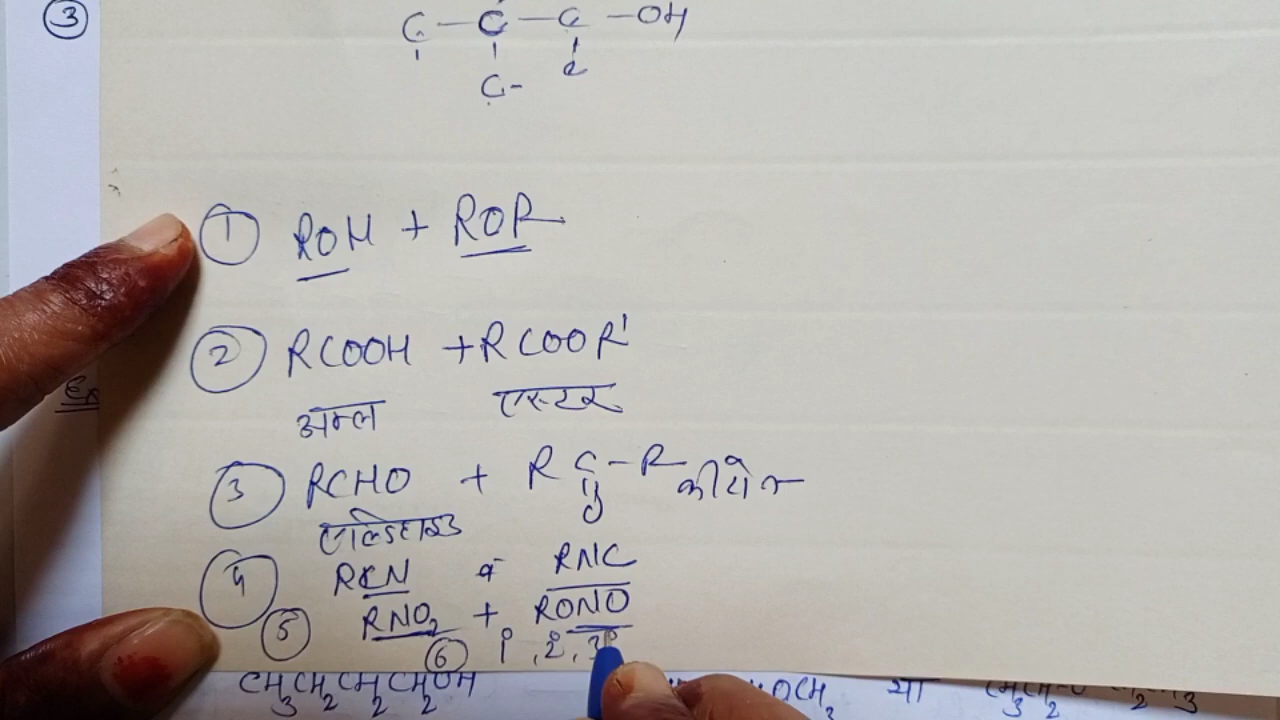 ③
C — C — C — OH
C-
① ROH + ROR
② RCOOH + RCOOR'
अम्ल एस्टर
③ RCHO + R C – R कीटोन
O
एल्डिहाइड
④ RCN व RNC
⑤ RNO₂ + RONO
⑥ 1°, 2°, 3°
Ex
CH₃CH₂CH₂CH₂OH या